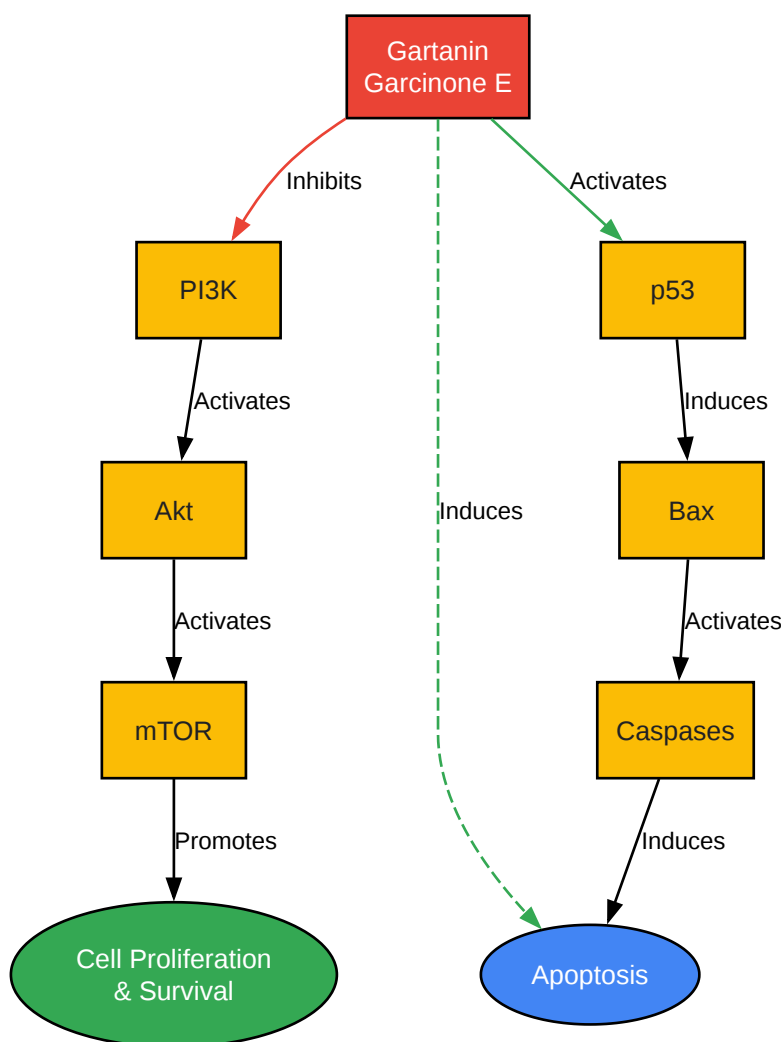 Gartanin
Garcinone E
Inhibits
Activates
PI3K
p53
Activates
Induces
Akt
Induces
Bax
Activates
Activates
mTOR
Caspases
Promotes
Induces
Cell Proliferation
& Survival
Apoptosis